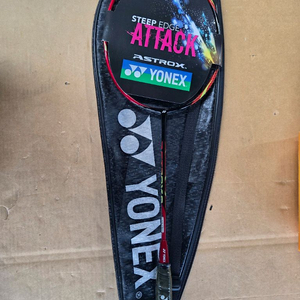 STEEP EDGE
ATTACK
ASTROX
YONEX
YONEX